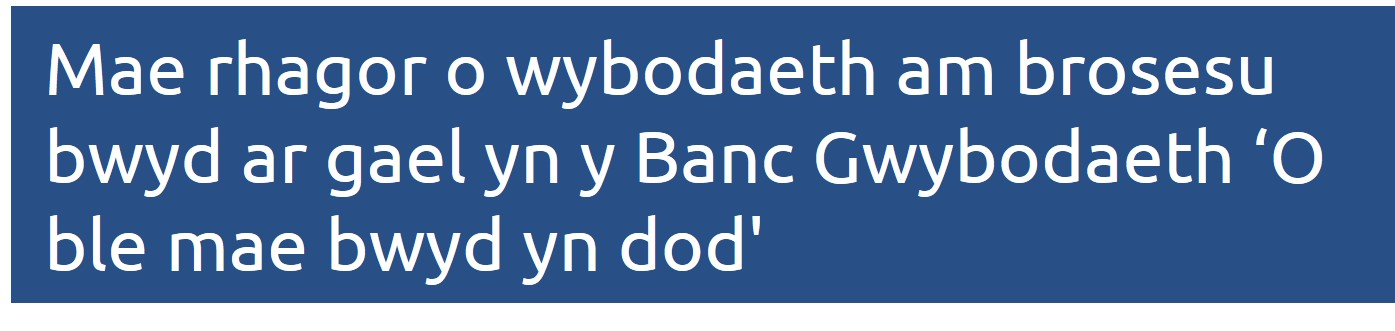 Mae rhagor o wybodaeth am brosesu
bwyd ar gael yn y Banc Gwybodaeth ‘O
ble mae bwyd yn dod'